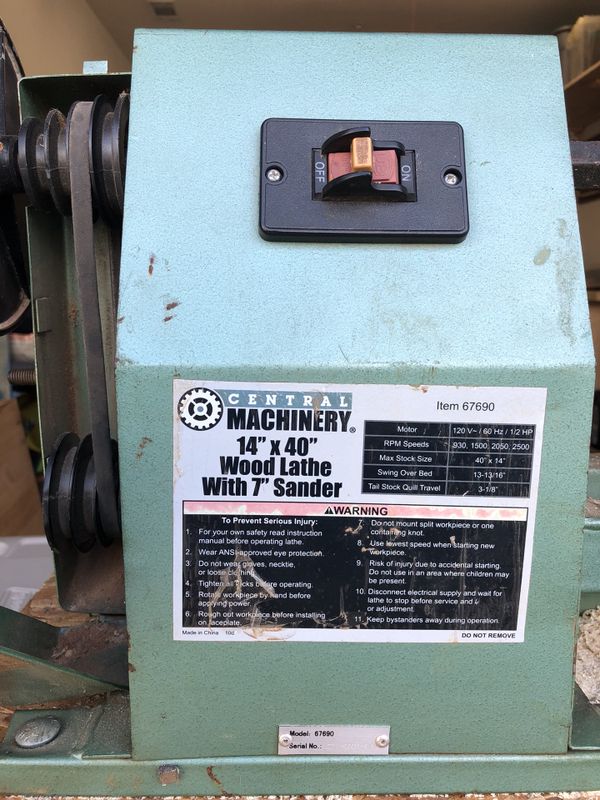 OFF
ON
CENTRAL
MACHINERY®
14" x 40"
Wood Lathe
With 7" Sander
Item 67690
Motor 120 V~ / 60 Hz / 1/2 HP
RPM Speeds 930, 1500, 2050, 2500
Max Stock Size 40" x 14"
Swing Over Bed 13-13/16"
Tail Stock Quill Travel 3-1/8"
⚠WARNING
To Prevent Serious Injury:
1. For your own safety read instruction
manual before operating lathe.
2. Wear ANSI-approved eye protection.
3. Do not wear gloves, necktie,
or loose clothing.
4. Tighten all locks before operating.
5. Rotate workpiece by hand before
applying power.
6. Rough out workpiece before installing
on faceplate.
7. Do not mount split workpiece or one
containing knot.
8. Use lowest speed when starting new
workpiece.
9. Risk of injury due to accidental starting.
Do not use in an area where children may
be present.
10. Disconnect electrical supply and wait for
lathe to stop before service and
or adjustment.
11. Keep bystanders away during operation
Made in China 10d
DO NOT REMOVE
Model: 67690
Serial No.: